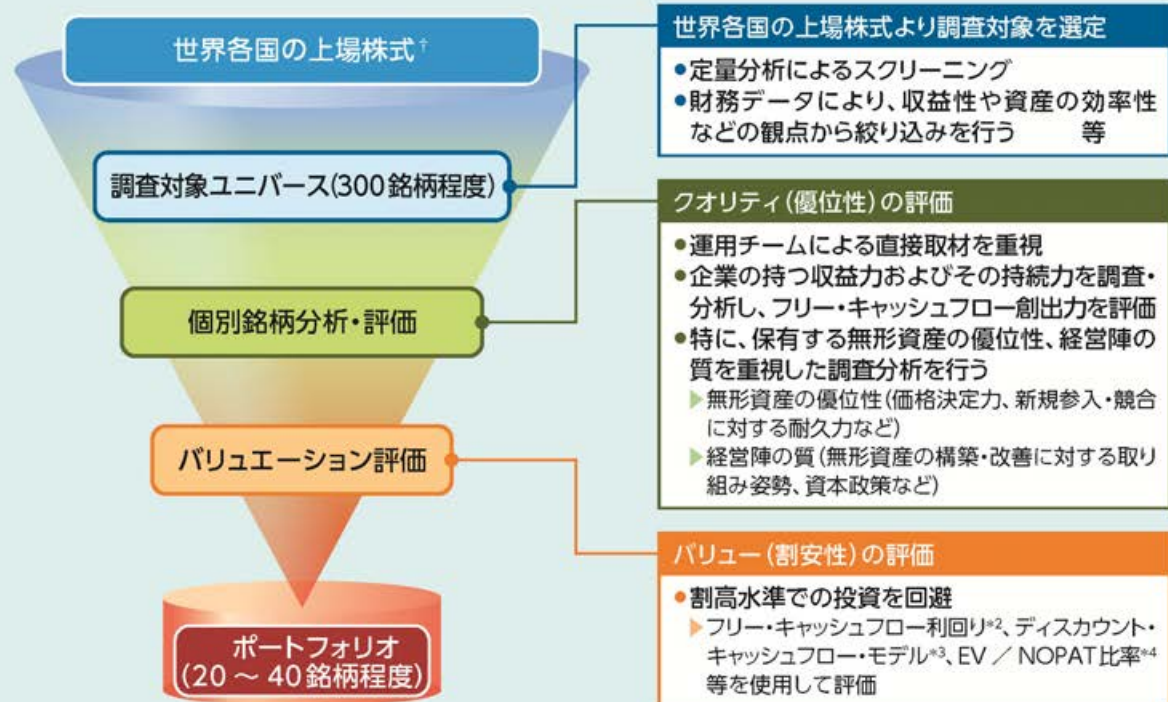 世界各国の上場株式†
調査対象ユニバース(300銘柄程度)
個別銘柄分析・評価
バリュエーション評価
ポートフォリオ
(20 ~ 40銘柄程度)
世界各国の上場株式より調査対象を選定
●定量分析によるスクリーニング
●財務データにより、収益性や資産の効率性
などの観点から絞り込みを行う 等
クオリティ(優位性)の評価
●運用チームによる直接取材を重視
●企業の持つ収益力およびその持続力を調査・
分析し、フリー・キャッシュフロー創出力を評価
●特に、保有する無形資産の優位性、経営陣の
質を重視した調査分析を行う
▶無形資産の優位性(価格決定力、新規参入・競合
に対する耐久力など)
▶経営陣の質(無形資産の構築・改善に対する取り
組み姿勢、資本政策など)
バリュー(割安性)の評価
●割高水準での投資を回避
▶フリー・キャッシュフロー利回り*2、ディスカウント・
キャッシュフロー・モデル*3、EV / NOPAT比率*4
等を使用して評価